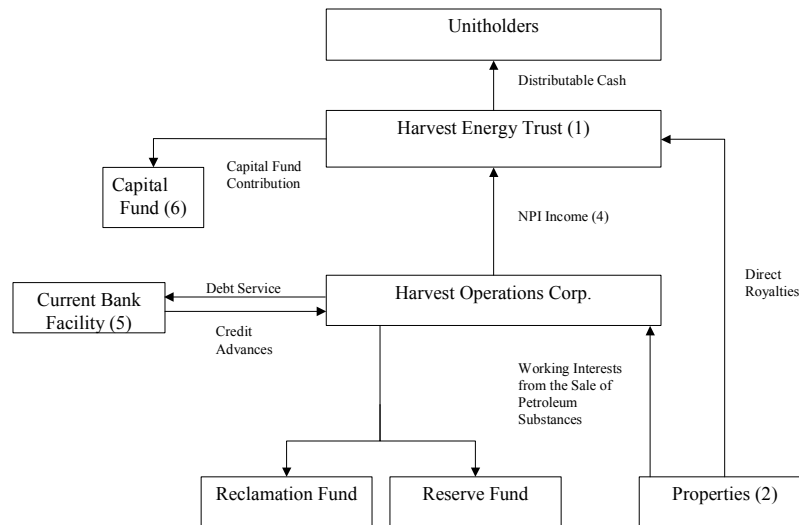 Unitholders
Distributable Cash
Harvest Energy Trust (1)
Capital Fund
Contribution
Capital
Fund (6)
NPI Income (4)
Direct
Royalties
Debt Service
Harvest Operations Corp.
Current Bank
Facility (5)
Credit
Advances
Working Interests
from the Sale of
Petroleum
Substances
Reclamation Fund
Reserve Fund
Properties (2)